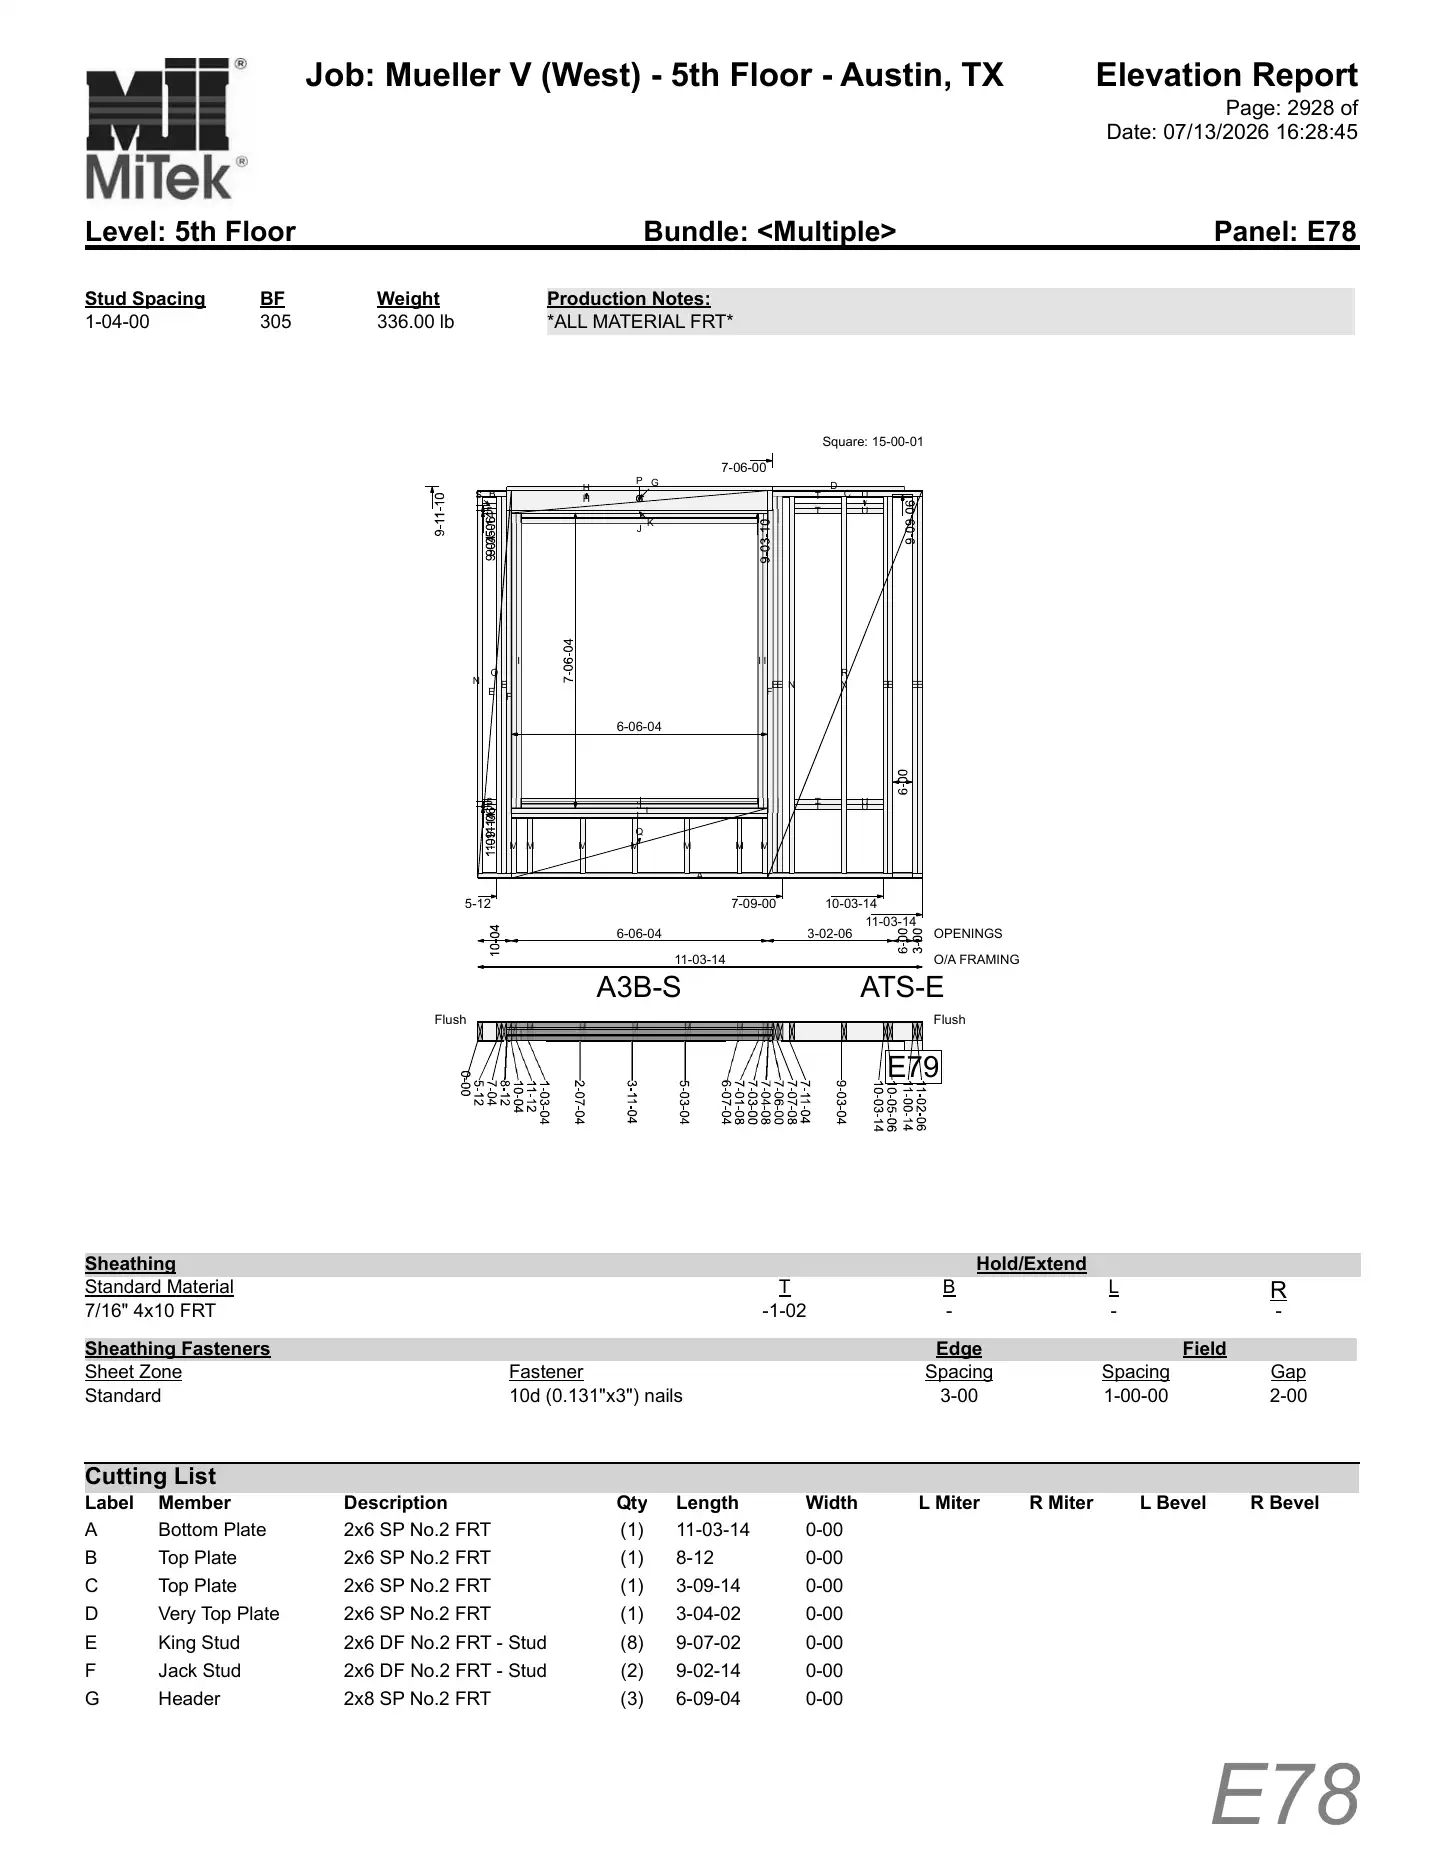 Job: Mueller V (West) - 5th Floor - Austin, TX
Elevation Report
Page: 2928 of
Date: 07/13/2026 16:28:45
MiTek®
Level: 5th Floor Bundle: <Multiple> Panel: E78
Stud Spacing BF Weight Production Notes:
1-04-00 305 336.00 lb *ALL MATERIAL FRT*
Square: 15-00-01
7-06-00
P G
H D
H
K
J
9-11-10
9-03-10
9-09-06
7-06-04
6-06-04
6-00
Q
A
5-12 7-09-00 10-03-14
11-03-14
10-04 6-06-04 3-02-06 6-00 3-00 OPENINGS
11-03-14 O/A FRAMING
A3B-S ATS-E
Flush Flush
E79
0-00 5-12 7-04 8-12 10-04 11-12 1-03-04 2-07-04 3-11-04 5-03-04 6-07-04 7-01-08 7-03-00 7-04-08 7-06-00 7-07-08 7-11-04 9-03-04 10-03-14 10-05-06 11-00-14 11-02-06
Sheathing Hold/Extend
Standard Material T B L R
7/16" 4x10 FRT -1-02 - - -
Sheathing Fasteners Edge Field
Sheet Zone Fastener Spacing Spacing Gap
Standard 10d (0.131"x3") nails 3-00 1-00-00 2-00
Cutting List
Label Member Description Qty Length Width L Miter R Miter L Bevel R Bevel
A Bottom Plate 2x6 SP No.2 FRT (1) 11-03-14 0-00
B Top Plate 2x6 SP No.2 FRT (1) 8-12 0-00
C Top Plate 2x6 SP No.2 FRT (1) 3-09-14 0-00
D Very Top Plate 2x6 SP No.2 FRT (1) 3-04-02 0-00
E King Stud 2x6 DF No.2 FRT - Stud (8) 9-07-02 0-00
F Jack Stud 2x6 DF No.2 FRT - Stud (2) 9-02-14 0-00
G Header 2x8 SP No.2 FRT (3) 6-09-04 0-00
E78